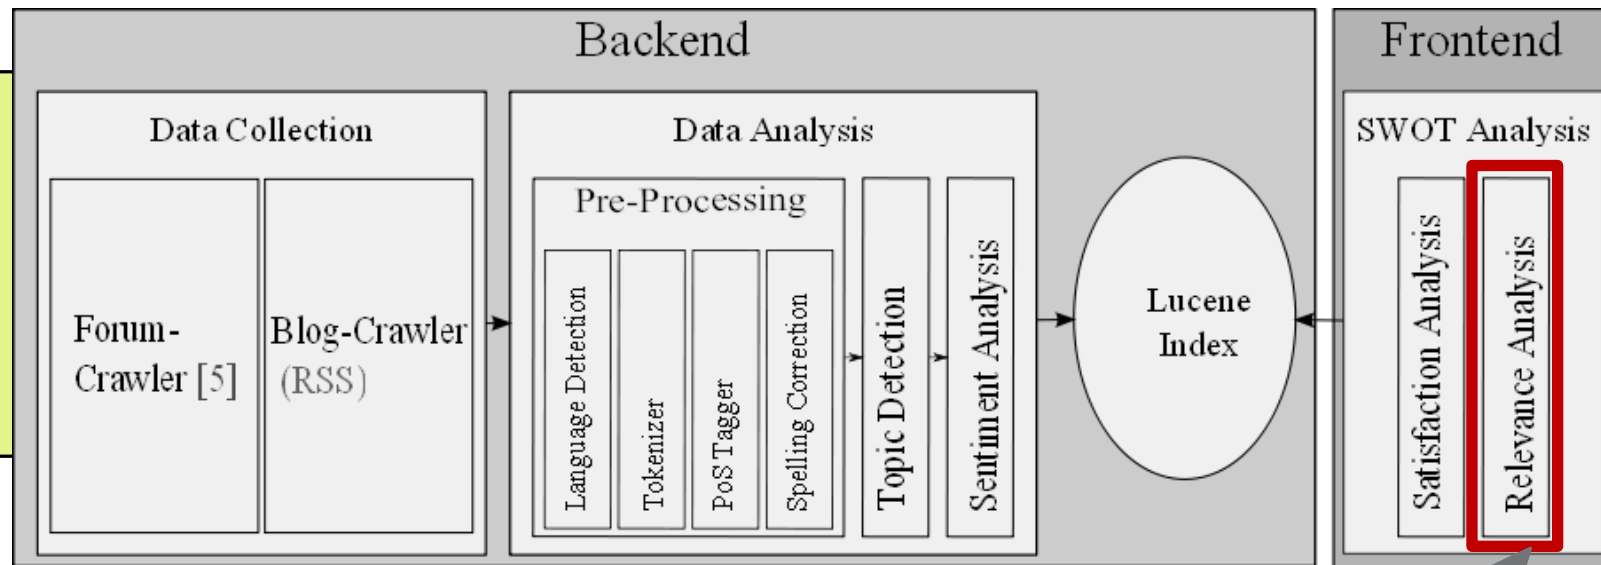 Backend
Data Collection
Forum-
Crawler [5]
Blog-Crawler
(RSS)
Data Analysis
Pre-Processing
Language Detection
Tokenizer
PoS Tagger
Spelling Correction
Topic Detection
Sentiment Analysis
Lucene
Index
Frontend
SWOT Analysis
Satisfaction Analysis
Relevance Analysis